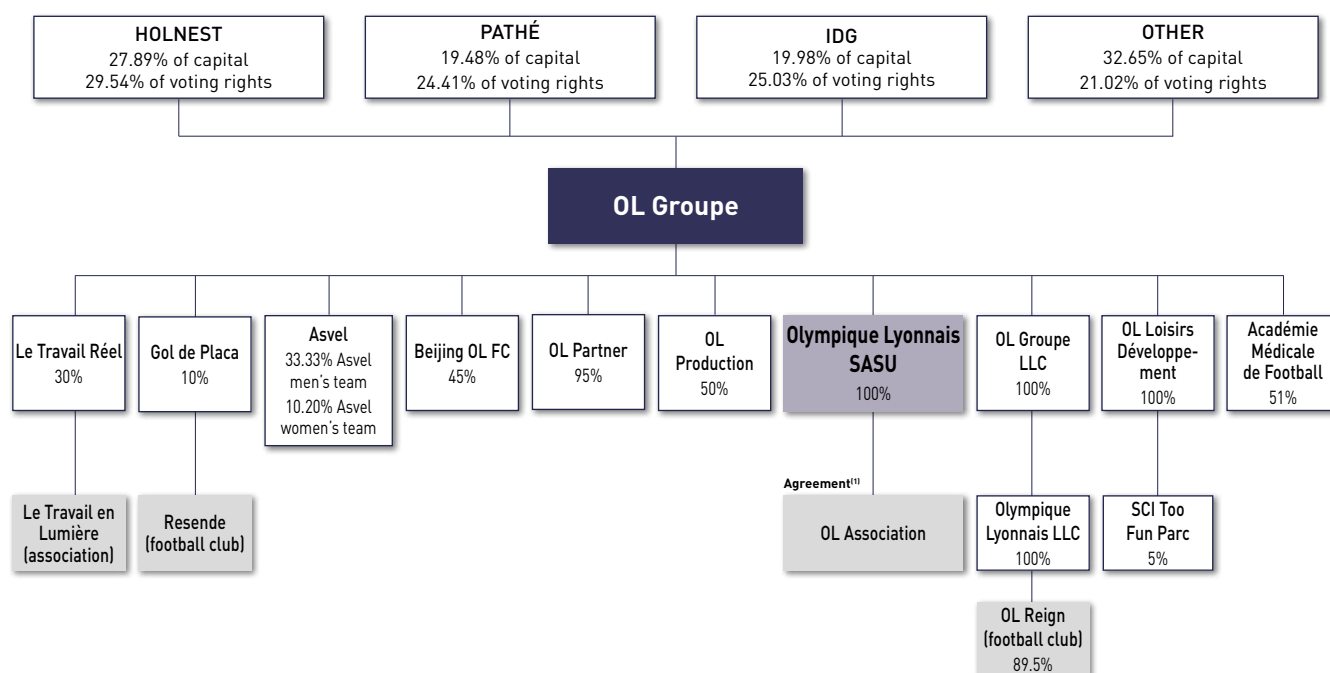 HOLNEST
27.89% of capital
29.54% of voting rights
PATHÉ
19.48% of capital
24.41% of voting rights
IDG
19.98% of capital
25.03% of voting rights
OTHER
32.65% of capital
21.02% of voting rights
OL Groupe
Le Travail Réel
30%
Gol de Placa
10%
Asvel
33.33% Asvel
men's team
10.20% Asvel
women's team
Beijing OL FC
45%
OL Partner
95%
OL
Production
50%
Olympique Lyonnais
SASU
100%
OL Groupe
LLC
100%
OL Loisirs
Développe-
ment
100%
Académie
Médicale
de Football
51%
Le Travail en
Lumière
(association)
Resende
(football club)
Agreement(1)
OL Association
Olympique
Lyonnais LLC
100%
SCI Too
Fun Parc
5%
OL Reign
(football club)
89.5%